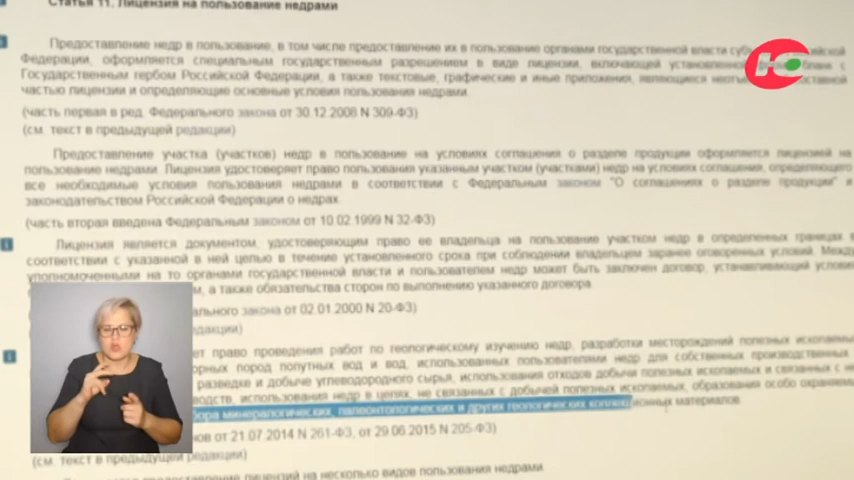 Статья 11. Лицензия на пользование недрами
Предоставление недр в пользование, в том числе предоставление их в пользование органами государственной власти
Федерации, оформляется специальным государственным разрешением в виде лицензии, включающей
Государственным гербом Российской Федерации, а также текстовые, графические и иные приложения, являющиеся
частью лицензии и определяющие основные условия пользования недрами.
(часть первая в ред. Федерального закона от 30.12.2008 N 309-ФЗ)
(см. текст в предыдущей редакции)
Ю
Предоставление участка (участков) недр в пользование на условиях соглашения о разделе продукции оформляется лицензией на
пользование недрами. Лицензия удостоверяет право пользования указанным участком (участками) недр на условиях соглашения, определяющего
все необходимые условия пользования недрами в соответствии с Федеральным законом "О соглашениях о разделе продукции" и
законодательством Российской Федерации о недрах.
(часть вторая введена Федеральным законом от 10.02.1999 N 32-ФЗ)
Лицензия является документом, удостоверяющим право ее владельца на пользование участком недр в определенных границах в
соответствии с указанной в ней целью в течение установленного срока при соблюдении владельцем заранее оговоренных условий. Между
уполномоченными на то органами государственной власти и пользователем недр может быть заключен договор, устанавливающий условия
а также обязательства сторон по выполнению указанного договора.
закона от 02.01.2000 N 20-ФЗ)
право проведения работ по геологическому изучению недр, разработки месторождений полезных ископаемых
пород попутных вод и вод, использованных пользователями недр для собственных производственных
разведке и добыче углеводородного сырья, использования отходов добычи полезных ископаемых и связанных с
использования недр в целях, не связанных с добычей полезных ископаемых, образования особо охраняемых
минералогических, палеонтологических и других геологических коллекционных материалов.
от 21.07.2014 N 261-ФЗ, от 29.06.2015 N 205-ФЗ)
(см. текст в предыдущей редакции)
предоставление лицензий на несколько видов пользования недрами.